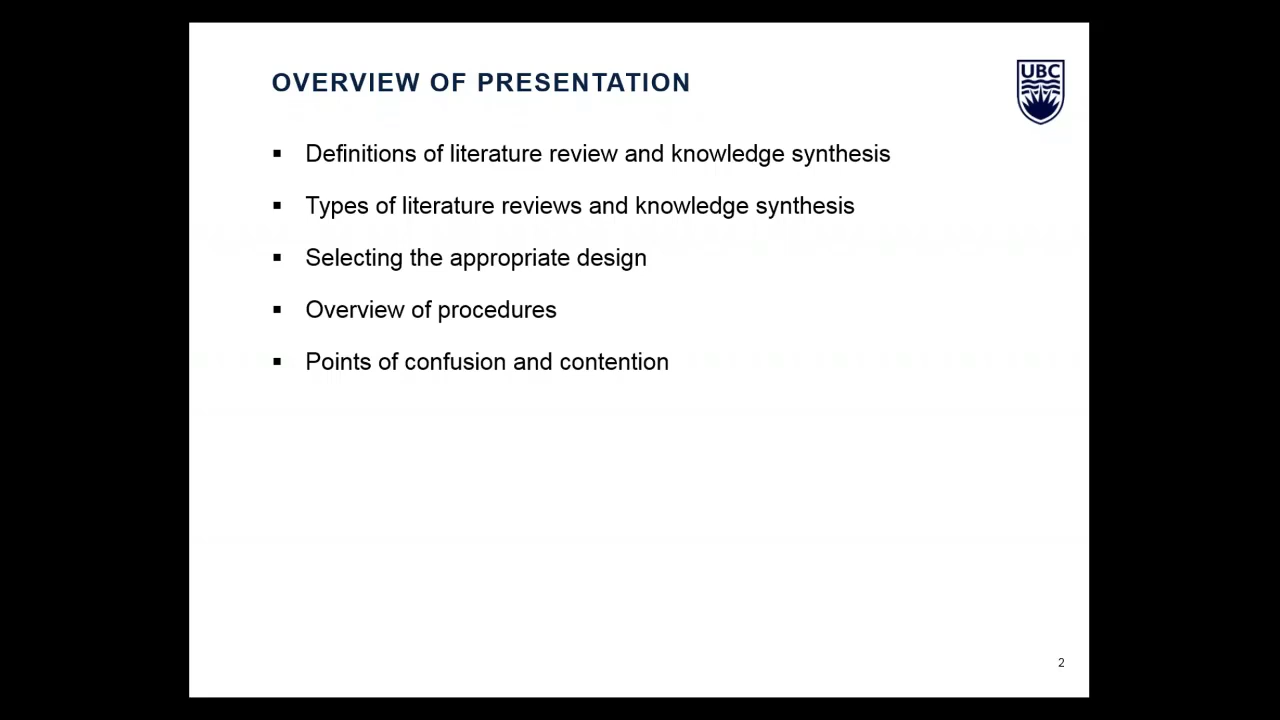 OVERVIEW OF PRESENTATION
UBC
▪ Definitions of literature review and knowledge synthesis
▪ Types of literature reviews and knowledge synthesis
▪ Selecting the appropriate design
▪ Overview of procedures
▪ Points of confusion and contention
2